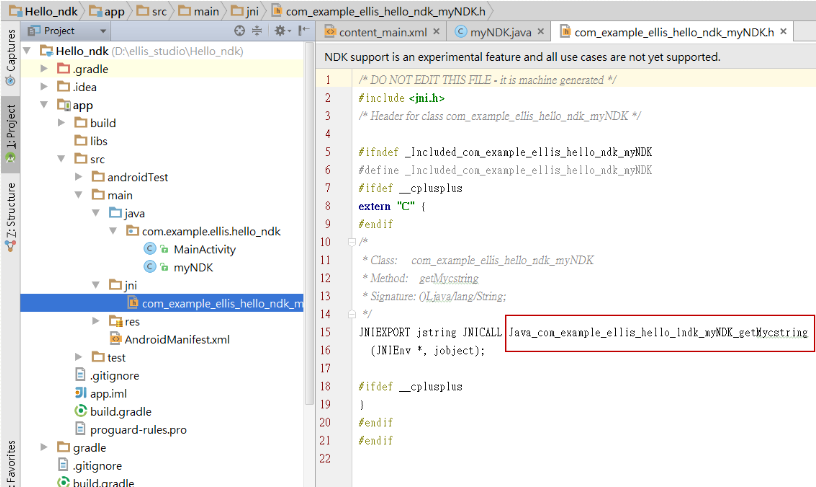 Hello_ndk app src main jni com_example_ellis_hello_ndk_myNDK.h
Captures
1: Project
Z: Structure
: Favorites
Project
Hello_ndk (D:\ellis_studio\Hello_ndk)
.gradle
.idea
app
build
libs
src
androidTest
main
java
com.example.ellis.hello_ndk
MainActivity
myNDK
jni
com_example_ellis_hello_ndk_m
res
AndroidManifest.xml
test
.gitignore
app.iml
build.gradle
proguard-rules.pro
gradle
.gitignore
build.gradle
content_main.xml myNDK.java com_example_ellis_hello_ndk_myNDK.h
NDK support is an experimental feature and all use cases are not yet supported.
1 /* DO NOT EDIT THIS FILE - it is machine generated */
2 #include <jni.h>
3 /* Header for class com_example_ellis_hello_ndk_myNDK */
4
5 #ifndef _Included_com_example_ellis_hello_ndk_myNDK
6 #define _Included_com_example_ellis_hello_ndk_myNDK
7 #ifdef __cplusplus
8 extern "C" {
9 #endif
10 /*
11 * Class: com_example_ellis_hello_ndk_myNDK
12 * Method: getMycstring
13 * Signature: ()Ljava/lang/String;
14 */
15 JNIEXPORT jstring JNICALL Java_com_example_ellis_hello_1ndk_myNDK_getMycstring
16 (JNIEnv *, jobject);
17
18 #ifdef __cplusplus
19 }
20 #endif
21 #endif
22